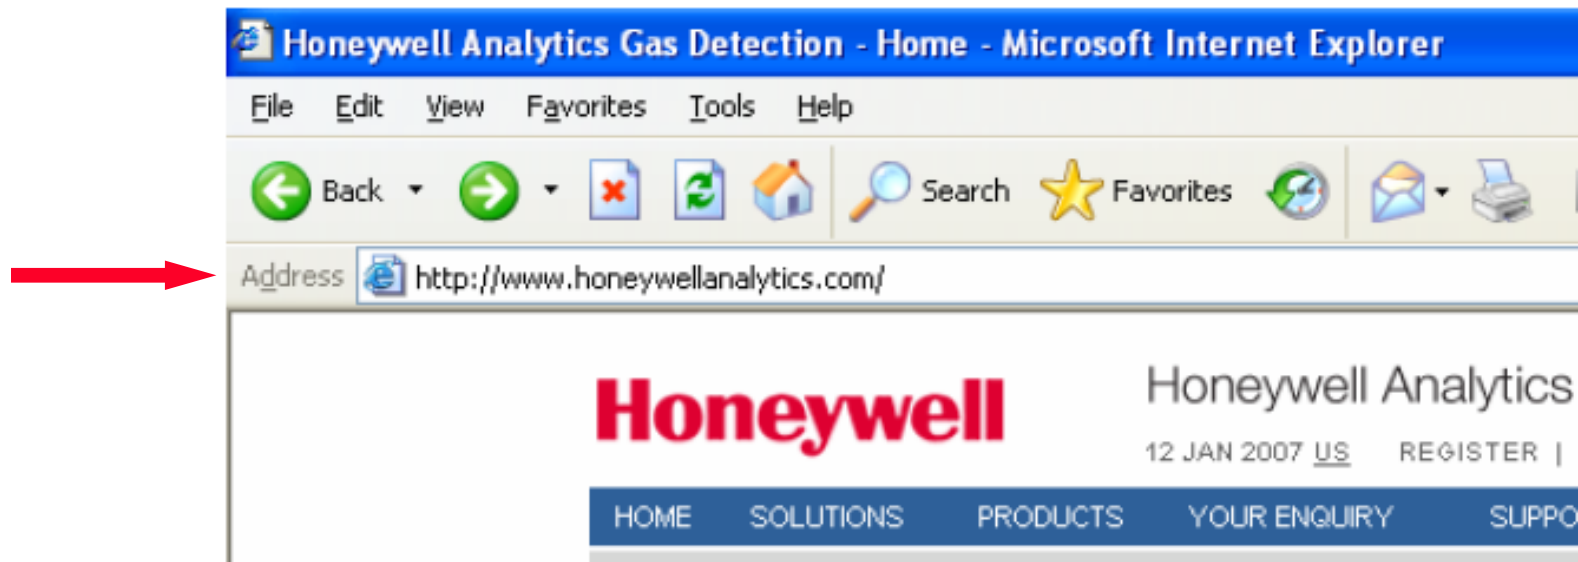 Honeywell Analytics Gas Detection - Home - Microsoft Internet Explorer
File Edit View Favorites Tools Help
Back Search Favorites
Address http://www.honeywellanalytics.com/
Honeywell Honeywell Analytics
12 JAN 2007 US REGISTER |
HOME SOLUTIONS PRODUCTS YOUR ENQUIRY SUPPO